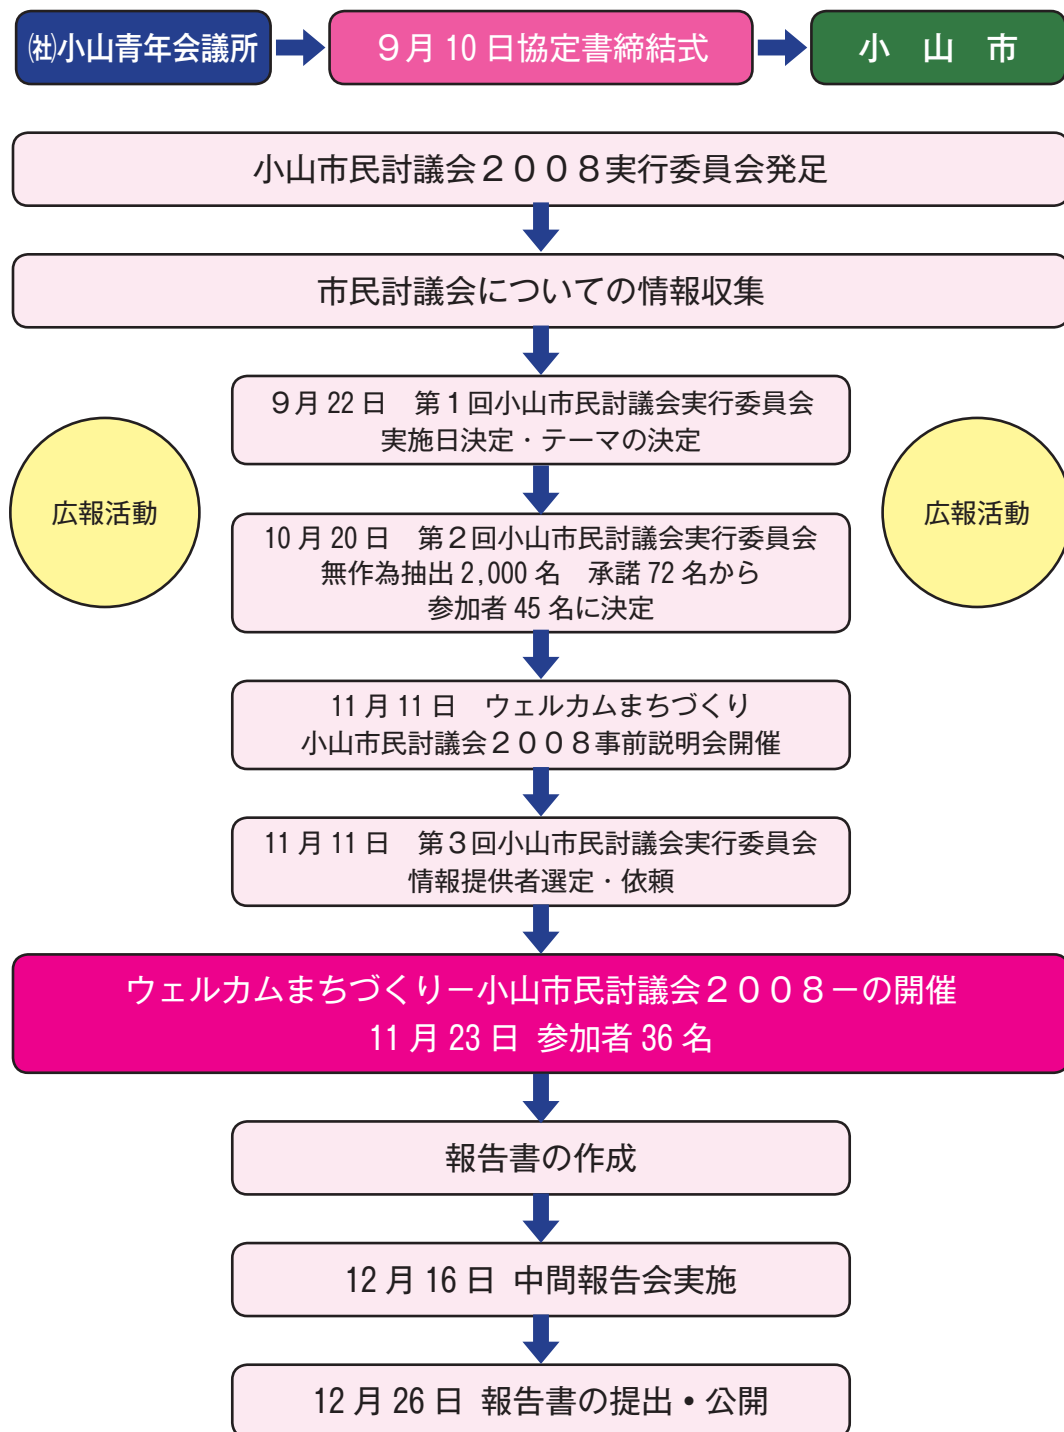 ㈳小山青年会議所
９月 10 日協定書締結式
小　山　市
小山市民討議会２００８実行委員会発足
市民討議会についての情報収集
９月 22 日　第１回小山市民討議会実行委員会
実施日決定・テーマの決定
広報活動
広報活動
10 月 20 日　第２回小山市民討議会実行委員会
無作為抽出 2,000 名　承諾 72 名から
参加者 45 名に決定
11 月 11 日　ウェルカムまちづくり
小山市民討議会２００８事前説明会開催
11 月 11 日　第３回小山市民討議会実行委員会
情報提供者選定・依頼
ウェルカムまちづくり－小山市民討議会２００８－の開催
11 月 23 日 参加者 36 名
報告書の作成
12 月 16 日 中間報告会実施
12 月 26 日 報告書の提出・公開